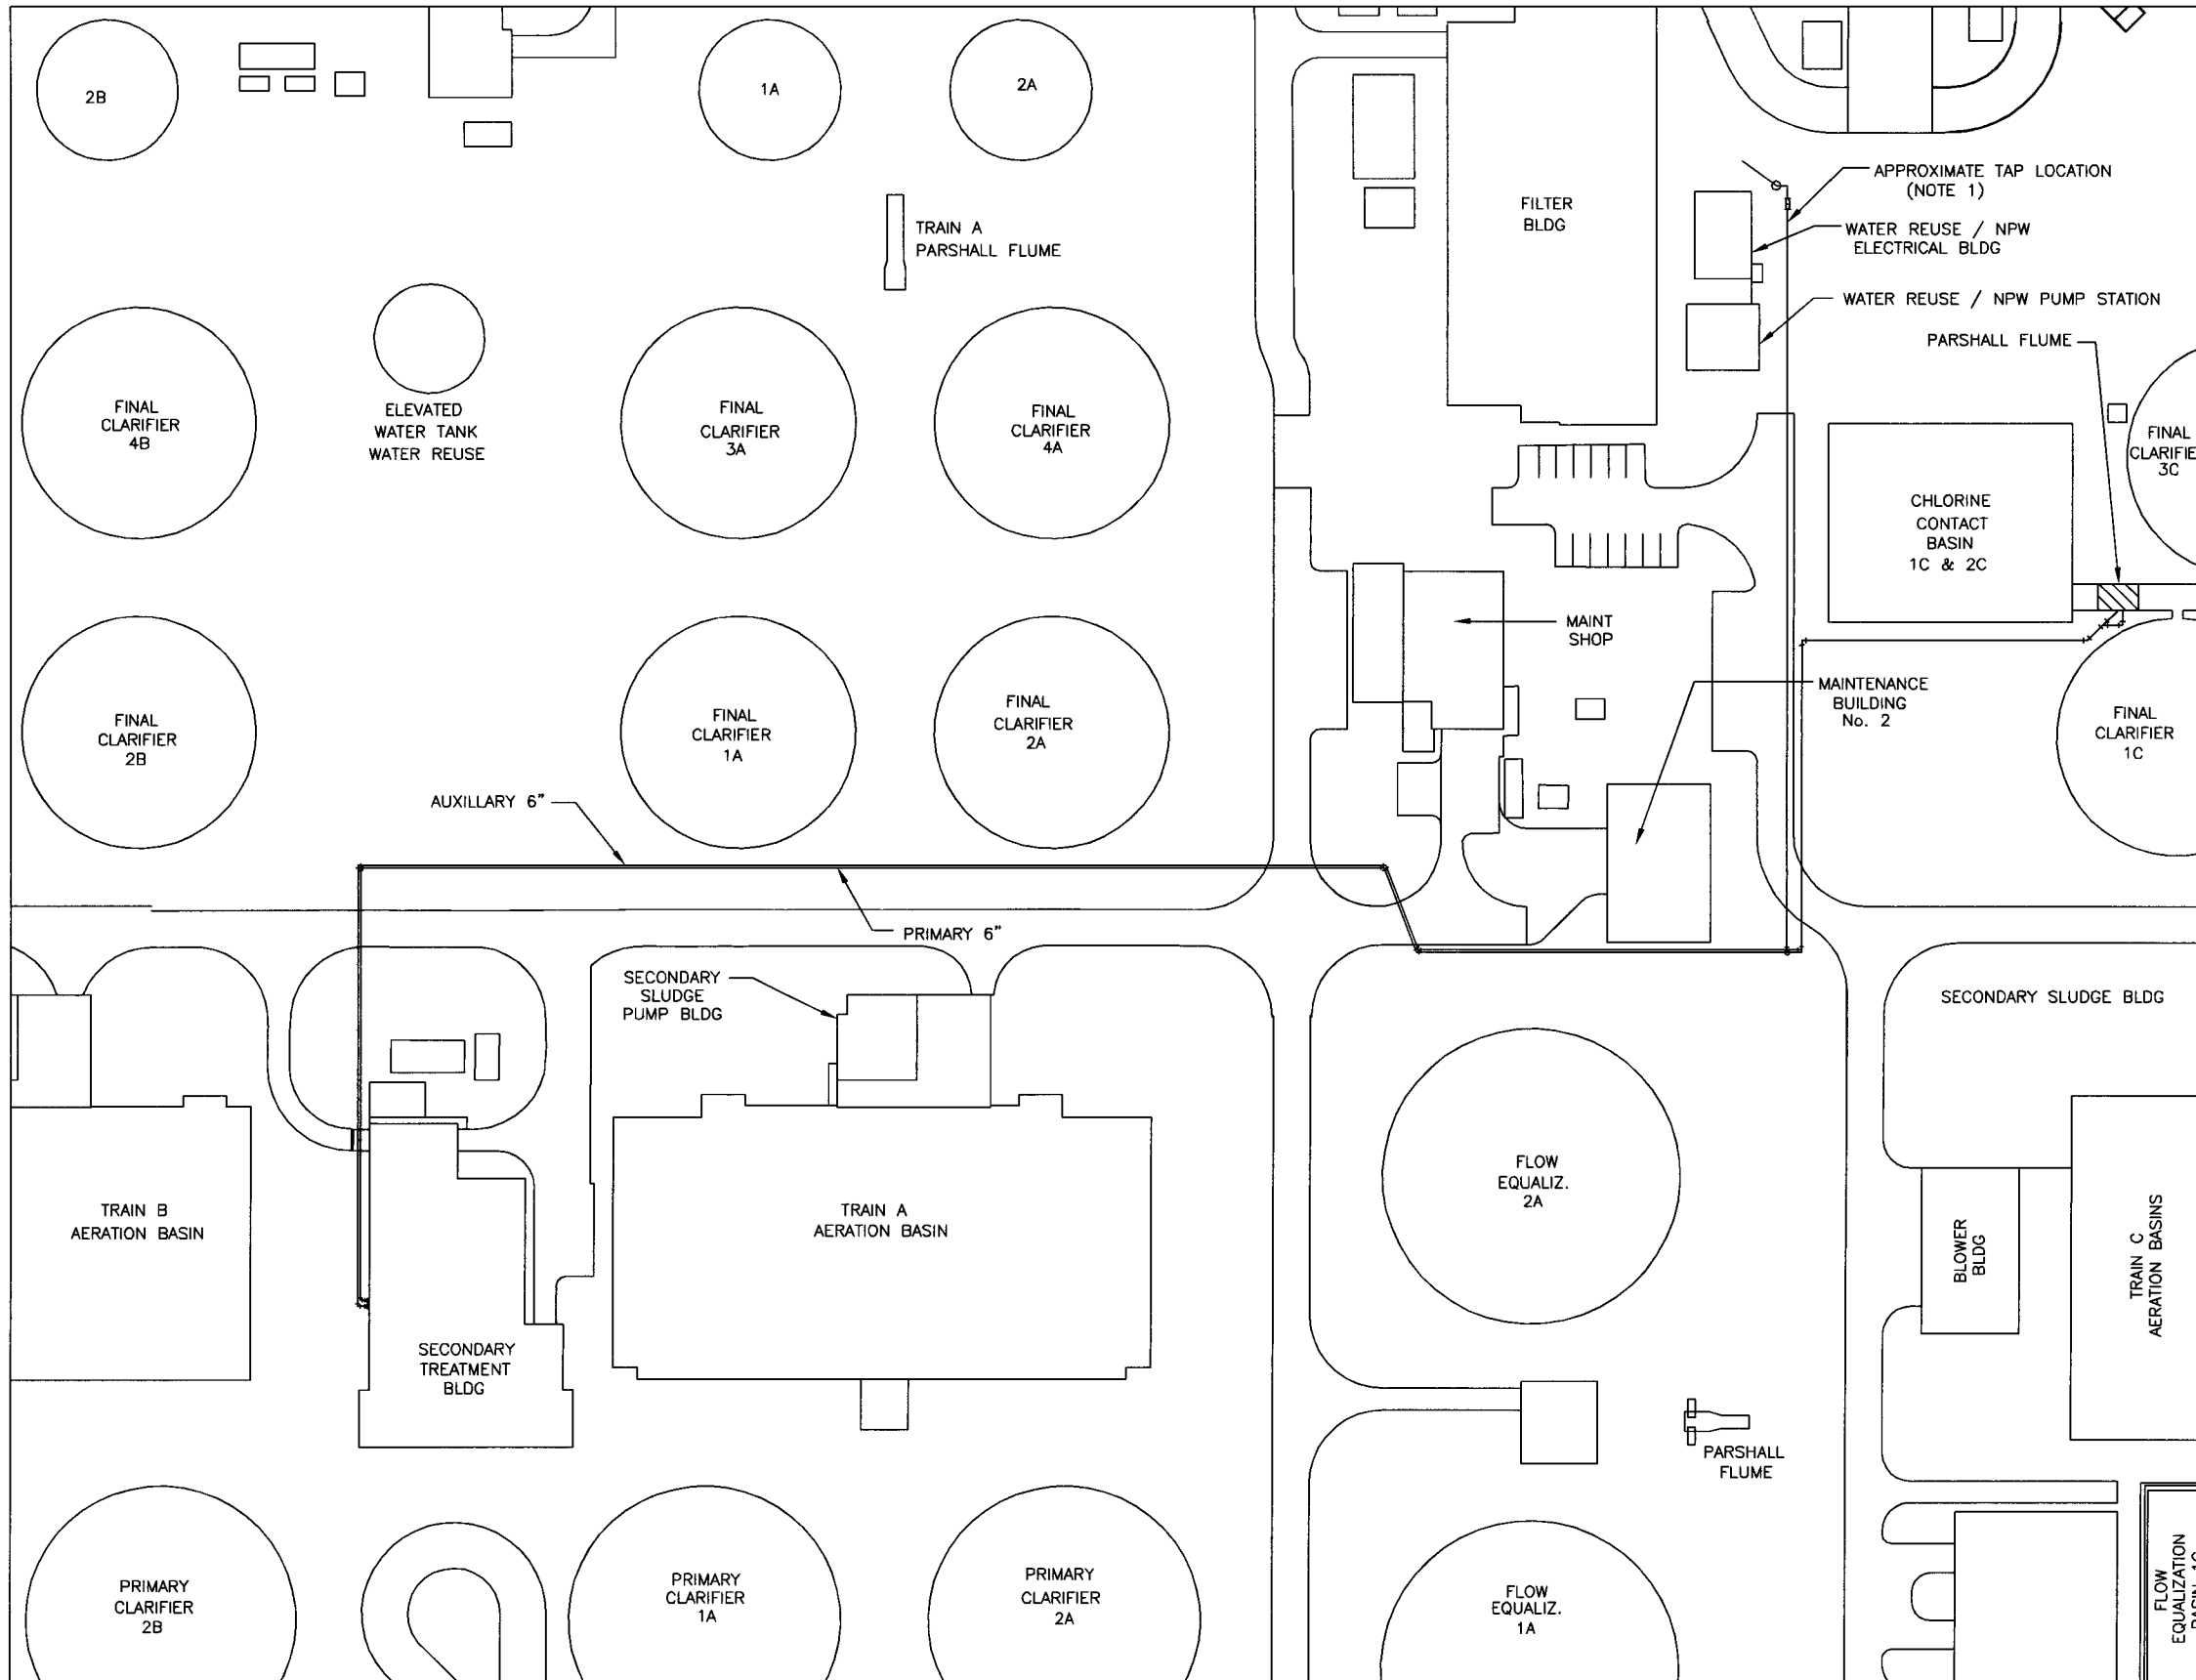 2B
1A
2A
APPROXIMATE TAP LOCATION
(NOTE 1)
FILTER
BLDG
TRAIN A
PARSHALL FLUME
WATER REUSE / NPW
ELECTRICAL BLDG
WATER REUSE / NPW PUMP STATION
PARSHALL FLUME
FINAL
CLARIFIER
4B
ELEVATED
WATER TANK
WATER REUSE
FINAL
CLARIFIER
3A
FINAL
CLARIFIER
4A
FINAL
3C
CHLORINE
CONTACT
BASIN
1C & 2C
MAINT
SHOP
MAINTENANCE
BUILDING
No. 2
FINAL
CLARIFIER
2B
FINAL
CLARIFIER
1A
FINAL
CLARIFIER
2A
FINAL
CLARIFIER
1C
AUXILLARY 6"
PRIMARY 6"
SECONDARY
SLUDGE
PUMP BLDG
SECONDARY SLUDGE BLDG
TRAIN B
AERATION BASIN
TRAIN A
AERATION BASIN
FLOW
EQUALIZ.
2A
BLOWER
BLDG
TRAIN C
AERATION BASINS
SECONDARY
TREATMENT
BLDG
PARSHALL
FLUME
PRIMARY
CLARIFIER
2B
PRIMARY
CLARIFIER
1A
PRIMARY
CLARIFIER
2A
FLOW
EQUALIZ.
1A
FLOW
EQUALIZATION